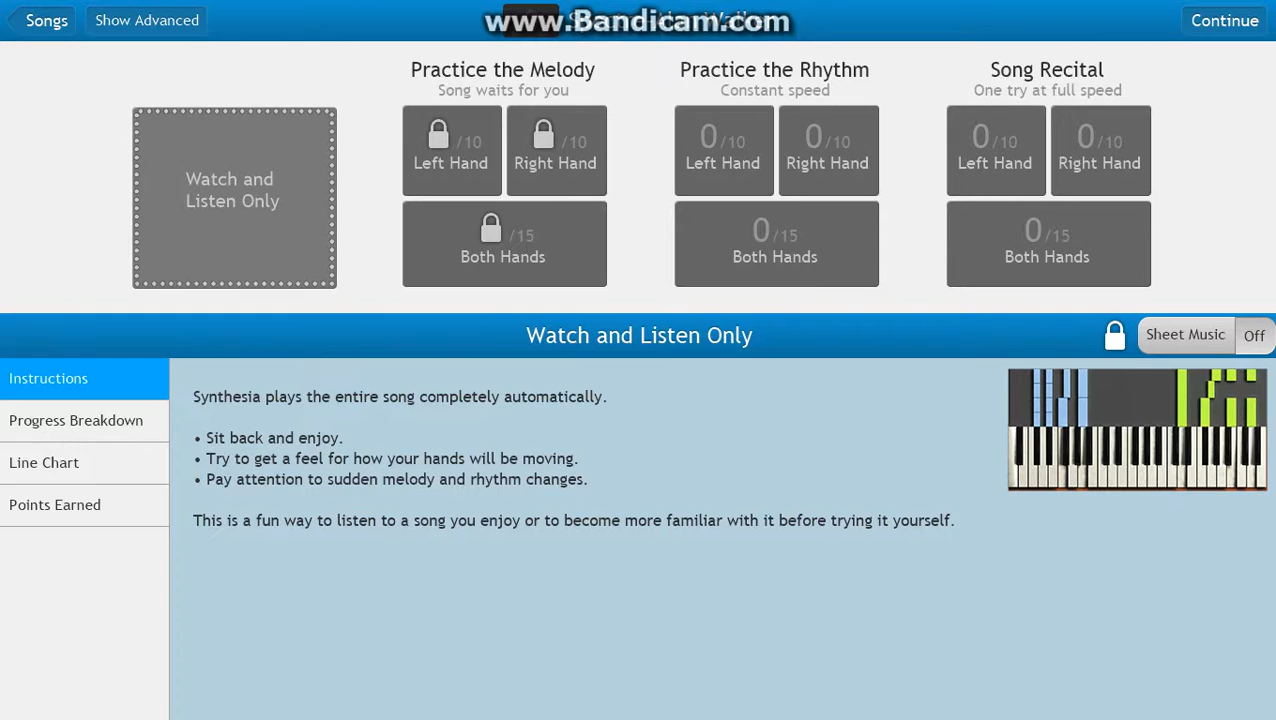 Songs
Show Advanced
www.Bandicam.com
Continue
Practice the Melody
Song waits for you
/10
Left Hand
/10
Right Hand
/15
Both Hands
Practice the Rhythm
Constant speed
0/10
Left Hand
0/10
Right Hand
0/15
Both Hands
Song Recital
One try at full speed
0/10
Left Hand
0/10
Right Hand
0/15
Both Hands
Watch and
Listen Only
Watch and Listen Only
Sheet Music
Off
Instructions
Progress Breakdown
Line Chart
Points Earned
Synthesia plays the entire song completely automatically.
• Sit back and enjoy.
• Try to get a feel for how your hands will be moving.
• Pay attention to sudden melody and rhythm changes.
This is a fun way to listen to a song you enjoy or to become more familiar with it before trying it yourself.